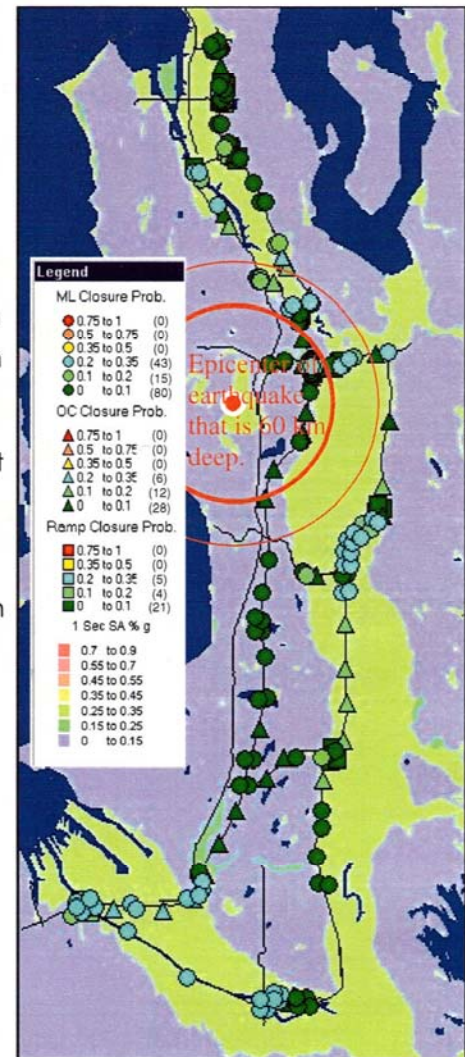 Legend
ML Closure Prob.
0.75 to 1 (0)
0.5 to 0.75 (0)
0.35 to 0.5 (0)
0.2 to 0.35 (43)
0.1 to 0.2 (15)
0 to 0.1 (80)
OC Closure Prob.
0.75 to 1 (0)
0.5 to 0.75 (0)
0.35 to 0.5 (0)
0.2 to 0.35 (6)
0.1 to 0.2 (12)
0 to 0.1 (28)
Ramp Closure Prob.
0.75 to 1 (0)
0.35 to 0.5 (0)
0.2 to 0.35 (5)
0.1 to 0.2 (4)
0 to 0.1 (21)
1 Sec SA % g
0.7 to 0.9
0.55 to 0.7
0.45 to 0.55
0.35 to 0.45
0.25 to 0.35
0.15 to 0.25
0 to 0.15
Epicenter of
earthquake
that is 60 km
deep.